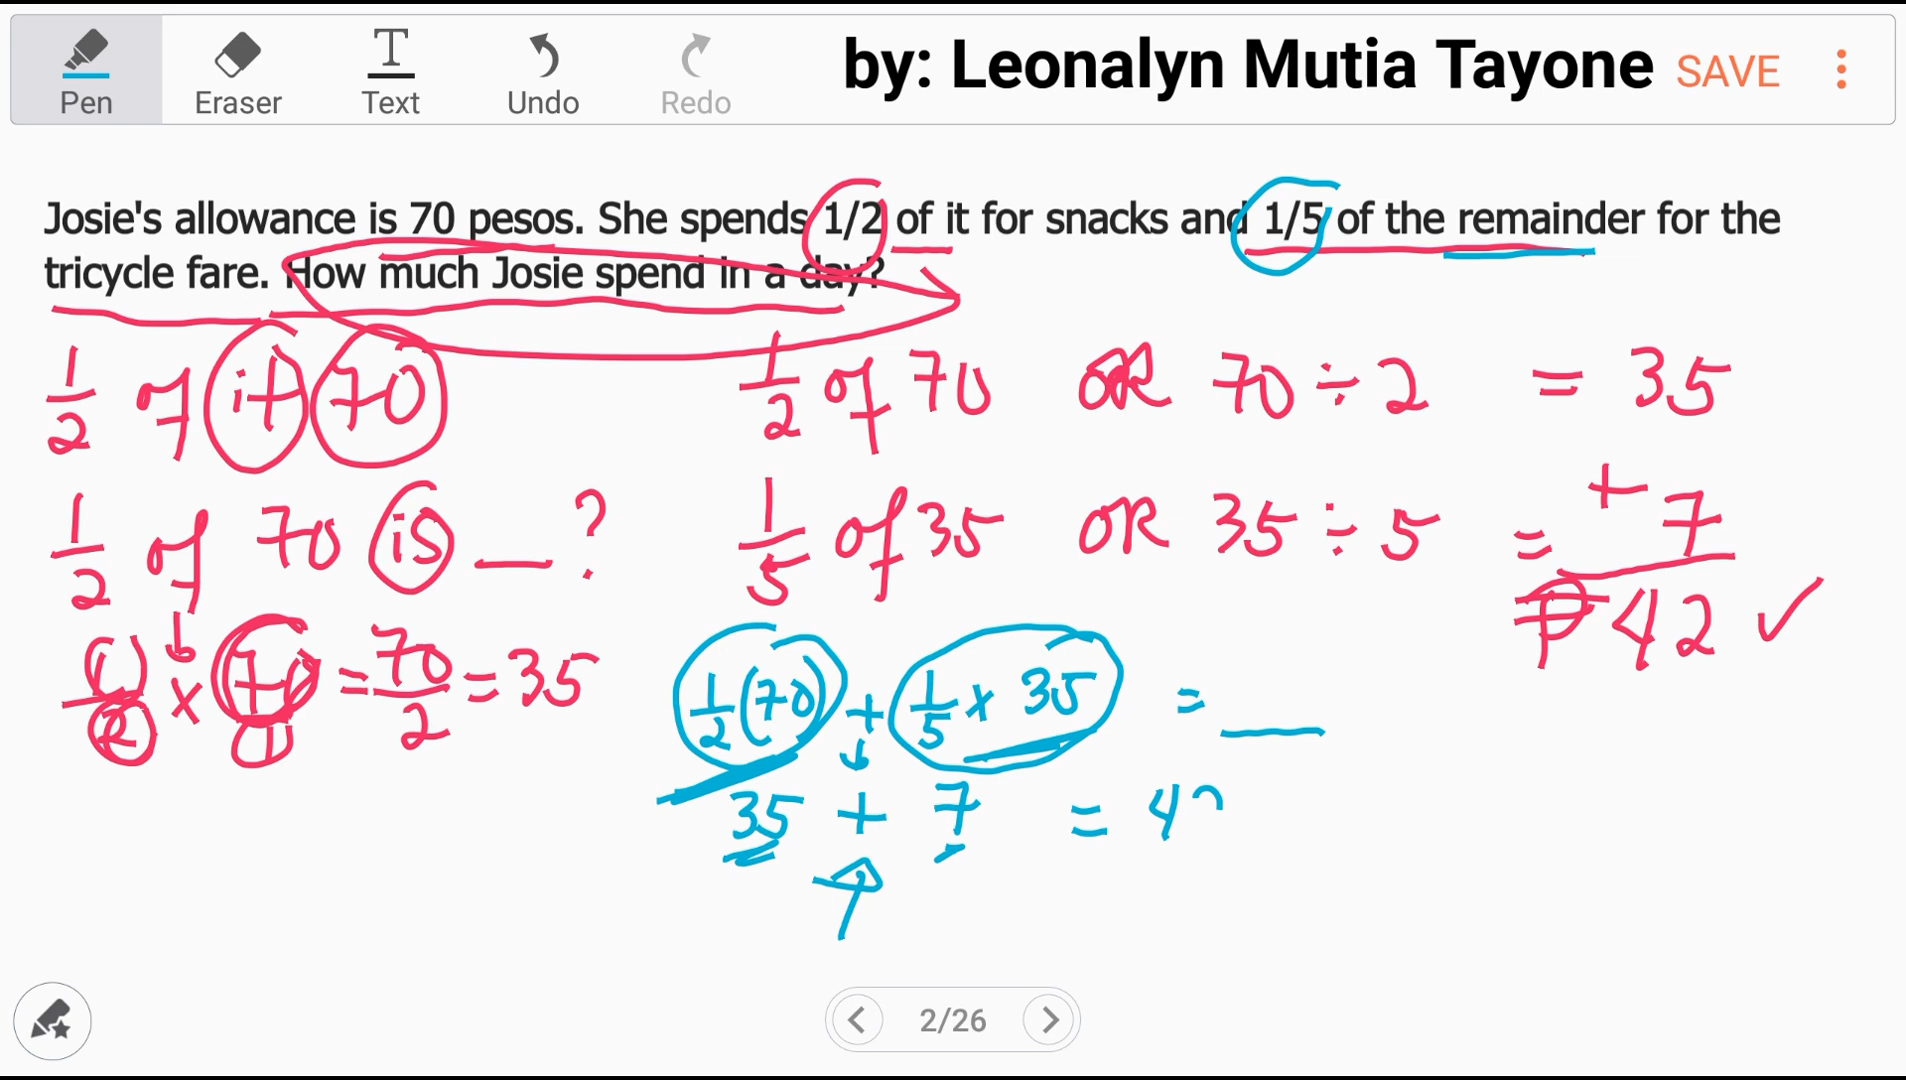 Pen Eraser Text Undo Redo by: Leonalyn Mutia Tayone SAVE
Josie's allowance is 70 pesos. She spends 1/2 of it for snacks and 1/5 of the remainder for the
tricycle fare. How much Josie spend in a day?
1/2 of it 70
1/2 of 70 is __?
1/2 × 70/1 = 70/2 = 35
1/2 of 70 OR 70 ÷ 2 = 35
1/5 of 35 OR 35 ÷ 5 = + 7
₱42 ✓
1/2(70) + 1/5 × 35 = __
35 + 7 = 4
2/26